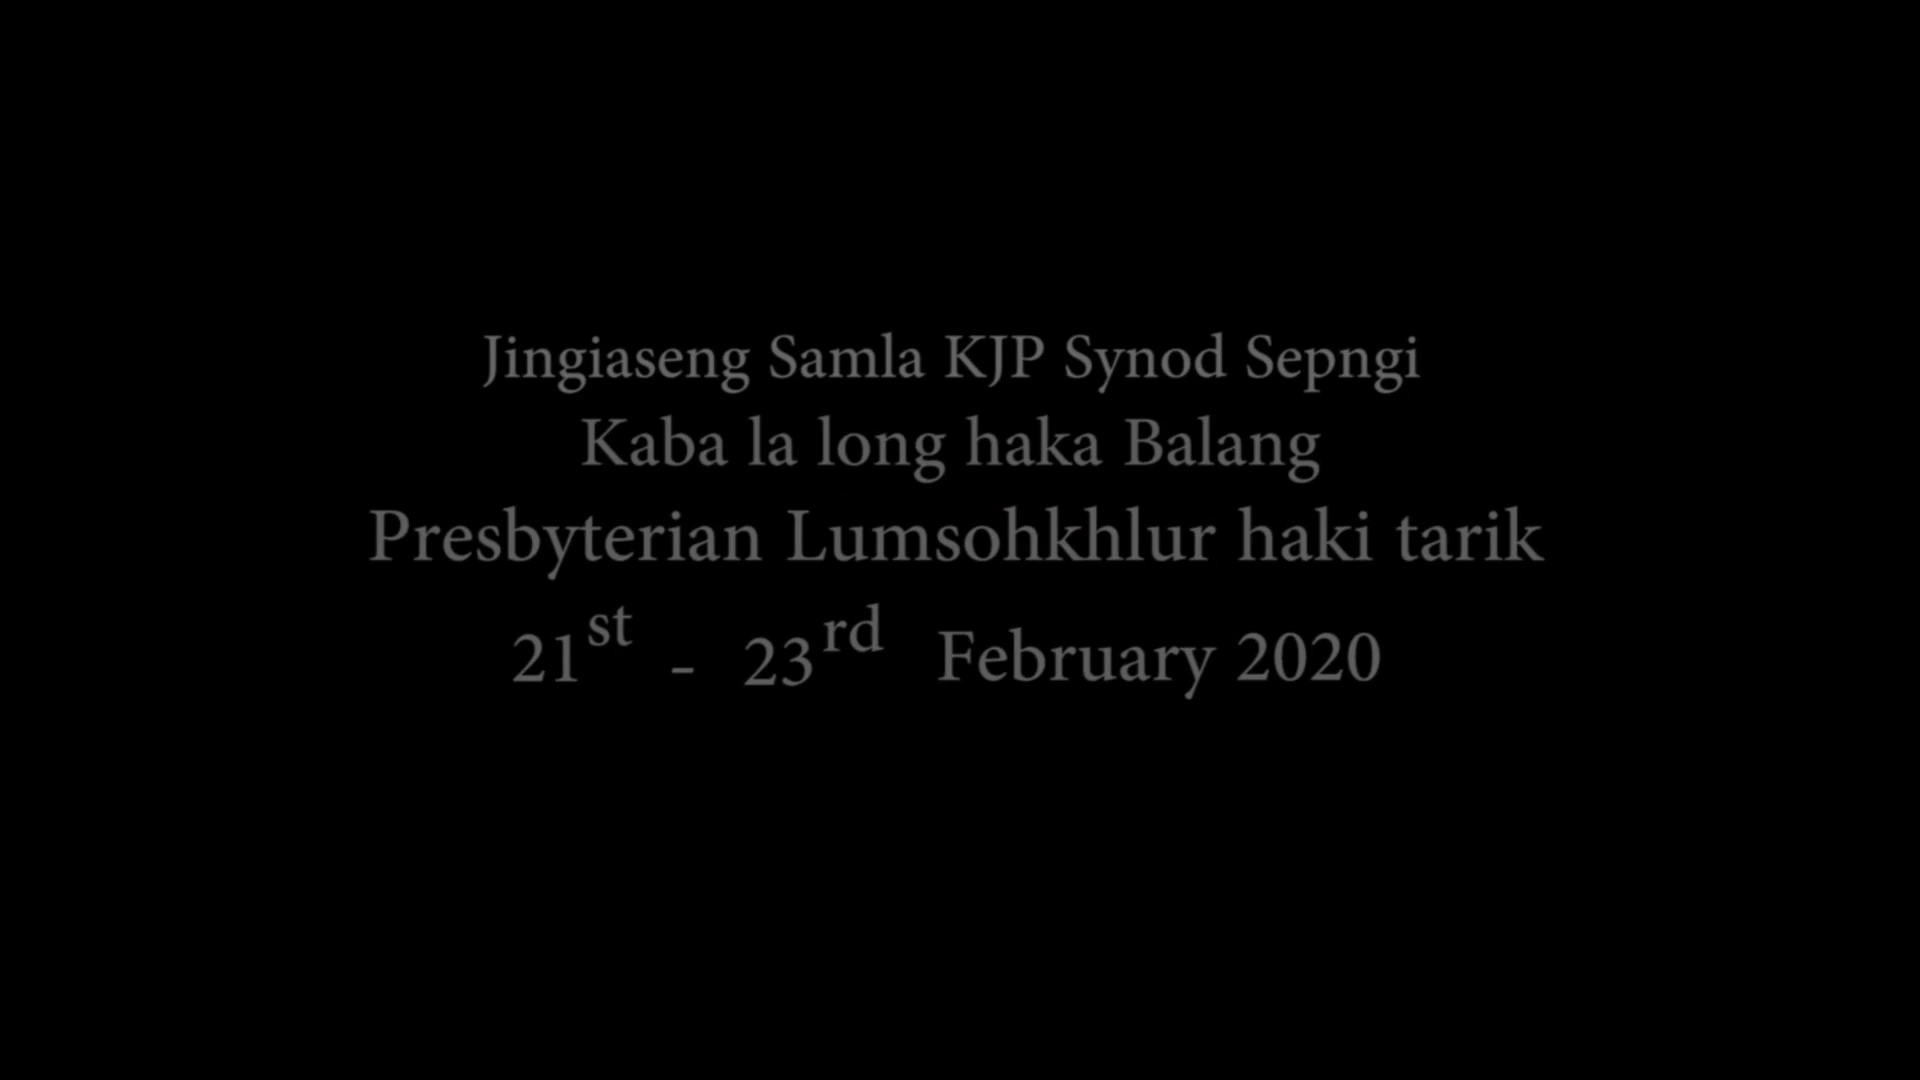 Jingiaseng Samla KJP Synod Sepngi
Kaba la long haka Balang
Presbyterian Lumsohkhlur haki tarik
21st - 23rd February 2020